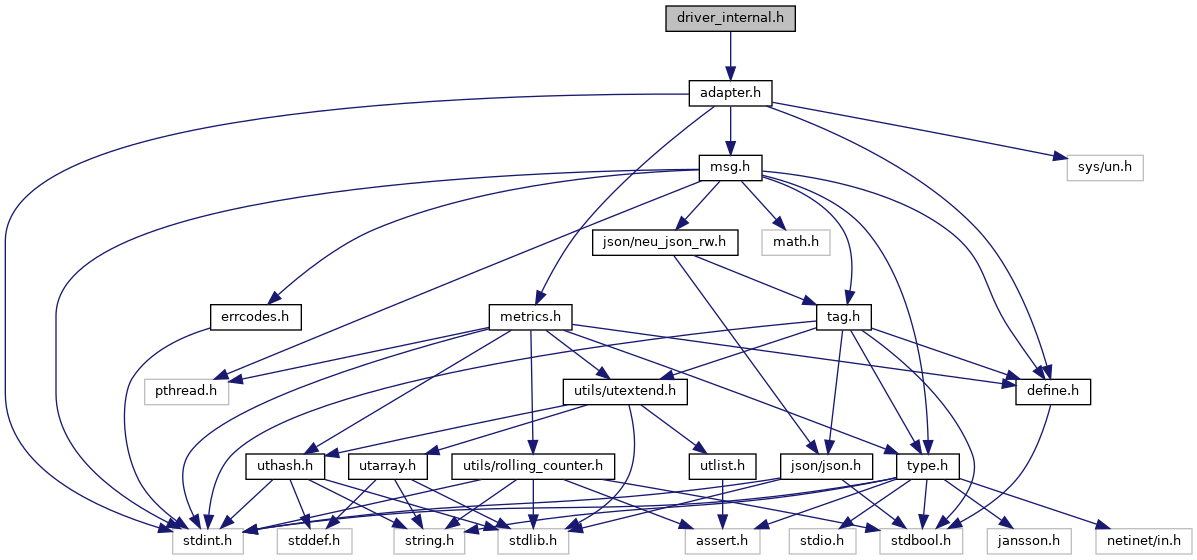 driver_internal.h
adapter.h
msg.h
sys/un.h
json/neu_json_rw.h
math.h
errcodes.h
metrics.h
tag.h
pthread.h
utils/utextend.h
define.h
uthash.h
utarray.h
utils/rolling_counter.h
utlist.h
json/json.h
type.h
stdint.h
stddef.h
string.h
stdlib.h
assert.h
stdio.h
stdbool.h
jansson.h
netinet/in.h